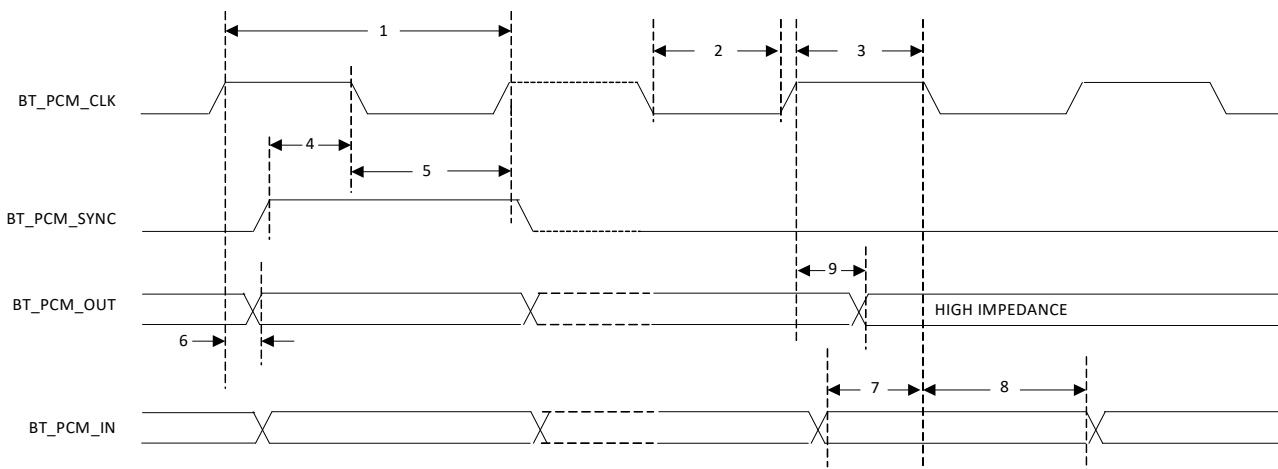 1
2
3
BT_PCM_CLK
4
5
BT_PCM_SYNC
9
BT_PCM_OUT
HIGH IMPEDANCE
6
7
8
BT_PCM_IN